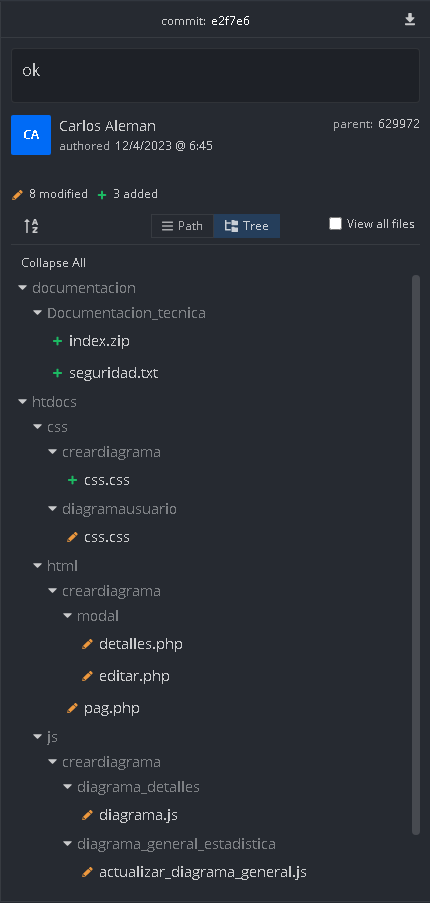 commit: e2f7e6
ok
CA
Carlos Aleman
parent: 629972
authored 12/4/2023 @ 6:45
8 modified + 3 added
Path
Tree
View all files
Collapse All
documentacion
Documentacion_tecnica
+ index.zip
+ seguridad.txt
htdocs
css
creardiagrama
+ css.css
diagramausuario
css.css
html
creardiagrama
modal
detalles.php
editar.php
pag.php
js
creardiagrama
diagrama_detalles
diagrama.js
diagrama_general_estadistica
actualizar_diagrama_general.js